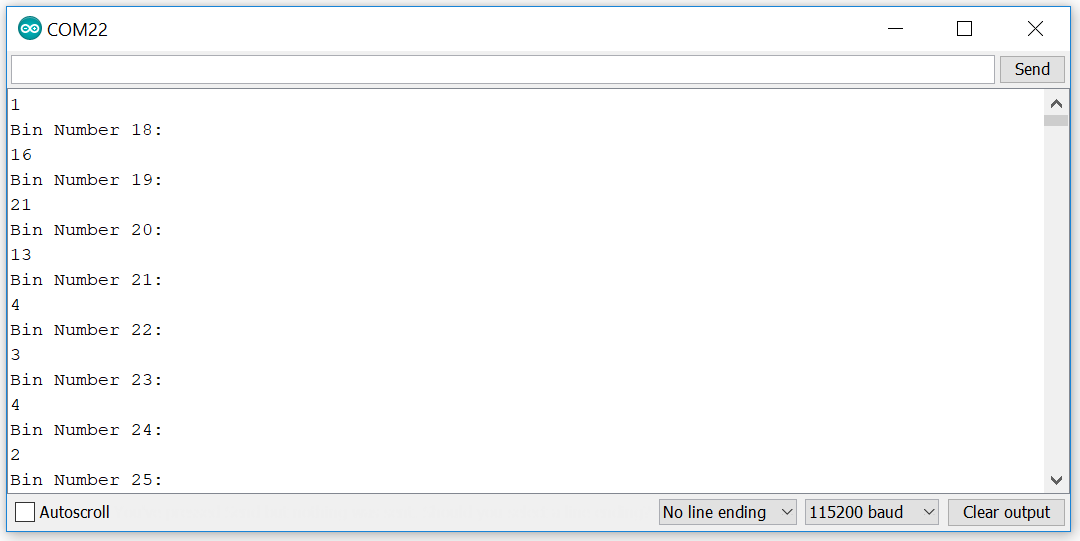 COM22
Send
1
Bin Number 18:
16
Bin Number 19:
21
Bin Number 20:
13
Bin Number 21:
4
Bin Number 22:
3
Bin Number 23:
4
Bin Number 24:
2
Bin Number 25:
Autoscroll
No line ending
115200 baud
Clear output